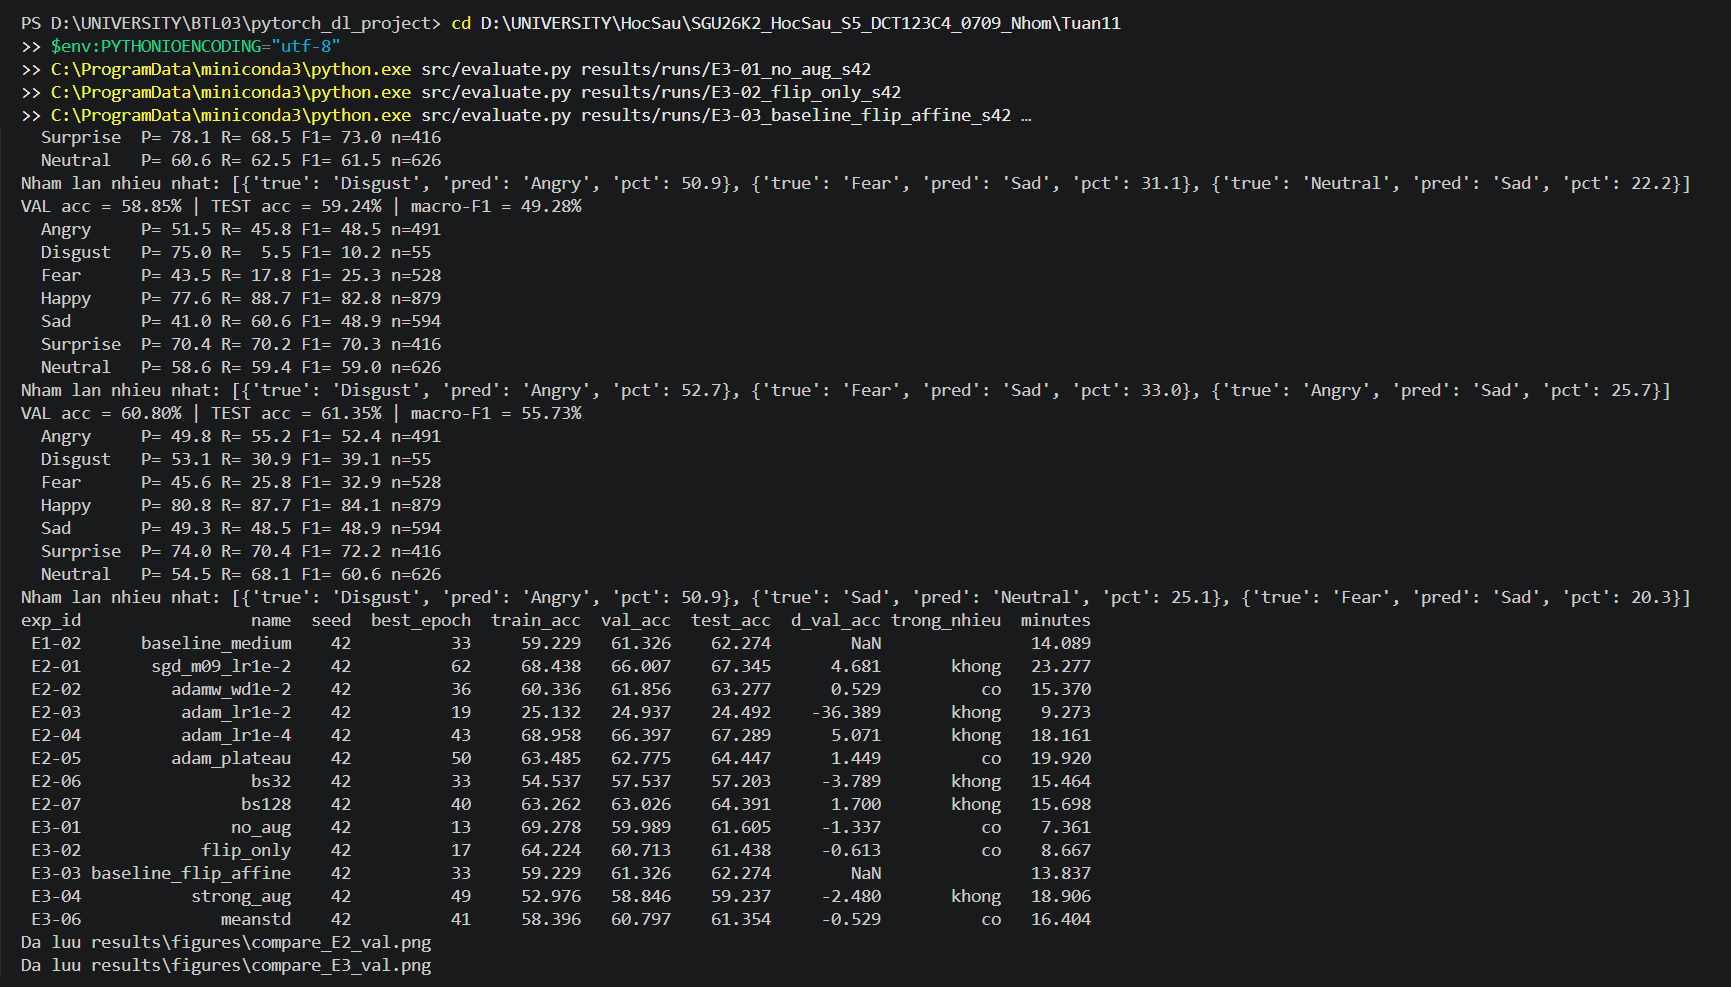 PS D:\UNIVERSITY\BTL03\pytorch_dl_project> cd D:\UNIVERSITY\HocSau\SGU26K2_HocSau_S5_DCT123C4_0709_Nhom\Tuan11
>> $env:PYTHONIOENCODING="utf-8"
>> C:\ProgramData\miniconda3\python.exe src/evaluate.py results/runs/E3-01_no_aug_s42
>> C:\ProgramData\miniconda3\python.exe src/evaluate.py results/runs/E3-02_flip_only_s42
>> C:\ProgramData\miniconda3\python.exe src/evaluate.py results/runs/E3-03_baseline_flip_affine_s42 …
  Surprise  P= 78.1 R= 68.5 F1= 73.0 n=416
  Neutral   P= 60.6 R= 62.5 F1= 61.5 n=626
Nham lan nhieu nhat: [{'true': 'Disgust', 'pred': 'Angry', 'pct': 50.9}, {'true': 'Fear', 'pred': 'Sad', 'pct': 31.1}, {'true': 'Neutral', 'pred': 'Sad', 'pct': 22.2}]
VAL acc = 58.85% | TEST acc = 59.24% | macro-F1 = 49.28%
  Angry     P= 51.5 R= 45.8 F1= 48.5 n=491
  Disgust   P= 75.0 R=  5.5 F1= 10.2 n=55
  Fear      P= 43.5 R= 17.8 F1= 25.3 n=528
  Happy     P= 77.6 R= 88.7 F1= 82.8 n=879
  Sad       P= 41.0 R= 60.6 F1= 48.9 n=594
  Surprise  P= 70.4 R= 70.2 F1= 70.3 n=416
  Neutral   P= 58.6 R= 59.4 F1= 59.0 n=626
Nham lan nhieu nhat: [{'true': 'Disgust', 'pred': 'Angry', 'pct': 52.7}, {'true': 'Fear', 'pred': 'Sad', 'pct': 33.0}, {'true': 'Angry', 'pred': 'Sad', 'pct': 25.7}]
VAL acc = 60.80% | TEST acc = 61.35% | macro-F1 = 55.73%
  Angry     P= 49.8 R= 55.2 F1= 52.4 n=491
  Disgust   P= 53.1 R= 30.9 F1= 39.1 n=55
  Fear      P= 45.6 R= 25.8 F1= 32.9 n=528
  Happy     P= 80.8 R= 87.7 F1= 84.1 n=879
  Sad       P= 49.3 R= 48.5 F1= 48.9 n=594
  Surprise  P= 74.0 R= 70.4 F1= 72.2 n=416
  Neutral   P= 54.5 R= 68.1 F1= 60.6 n=626
Nham lan nhieu nhat: [{'true': 'Disgust', 'pred': 'Angry', 'pct': 50.9}, {'true': 'Sad', 'pred': 'Neutral', 'pct': 25.1}, {'true': 'Fear', 'pred': 'Sad', 'pct': 20.3}]
exp_id                 name  seed  best_epoch  train_acc  val_acc  test_acc  d_val_acc trong_nhieu  minutes
 E1-02      baseline_medium    42          33     59.229   61.326    62.274        NaN               14.089
 E2-01       sgd_m09_lr1e-2    42          62     68.438   66.007    67.345      4.681       khong   23.277
 E2-02       adamw_wd1e-2    42          36     60.336   61.856    63.277      0.529          co   15.370
 E2-03         adam_lr1e-2    42          19     25.132   24.937    24.492    -36.389       khong    9.273
 E2-04         adam_lr1e-4    42          43     68.958   66.397    67.289      5.071       khong   18.161
 E2-05        adam_plateau    42          50     63.485   62.775    64.447      1.449          co   19.920
 E2-06                bs32    42          33     54.537   57.537    57.203     -3.789       khong   15.464
 E2-07               bs128    42          40     63.262   63.026    64.391      1.700       khong   15.698
 E3-01              no_aug    42          13     69.278   59.989    61.605     -1.337          co    7.361
 E3-02           flip_only    42          17     64.224   60.713    61.438     -0.613          co    8.667
 E3-03 baseline_flip_affine    42          33     59.229   61.326    62.274        NaN               13.837
 E3-04          strong_aug    42          49     52.976   58.846    59.237     -2.480       khong   18.906
 E3-06             meanstd    42          41     58.396   60.797    61.354     -0.529          co   16.404
Da luu results\figures\compare_E2_val.png
Da luu results\figures\compare_E3_val.png